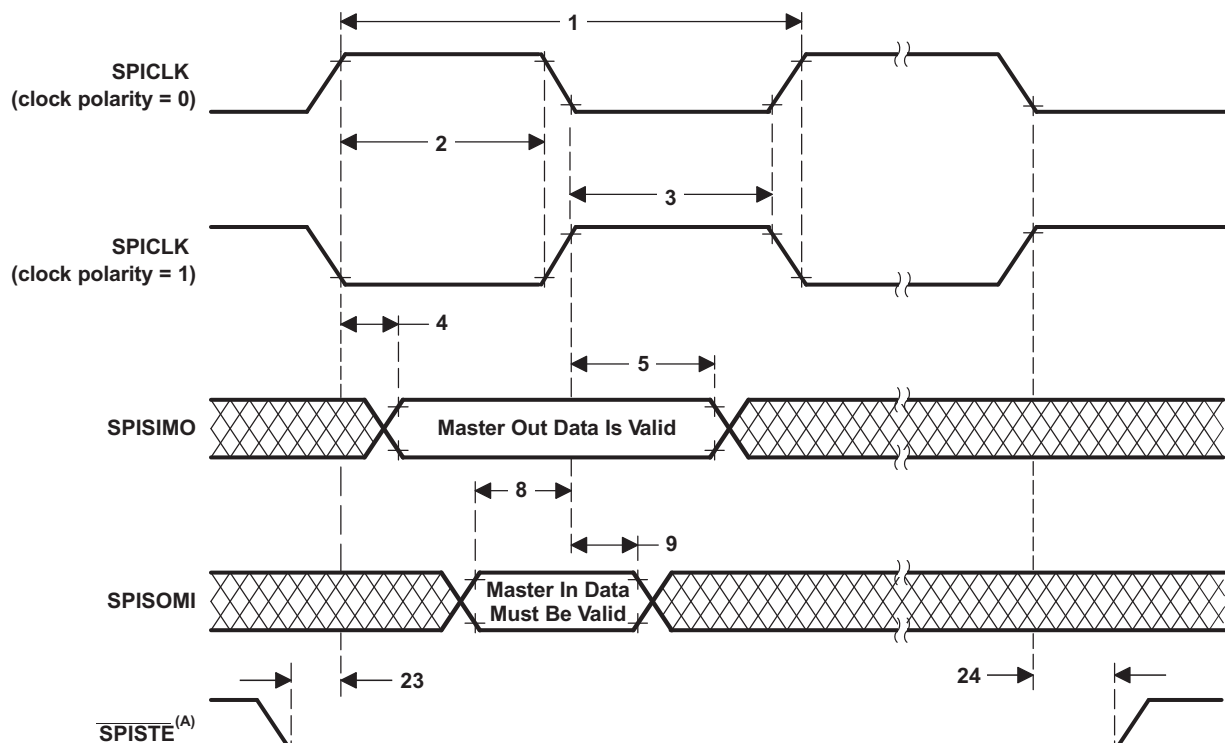 1
SPICLK
(clock polarity = 0)
2
3
SPICLK
(clock polarity = 1)
4
5
SPISIMO
Master Out Data Is Valid
8
9
SPISOMI
Master In Data
Must Be Valid
23
24
SPISTE(A)